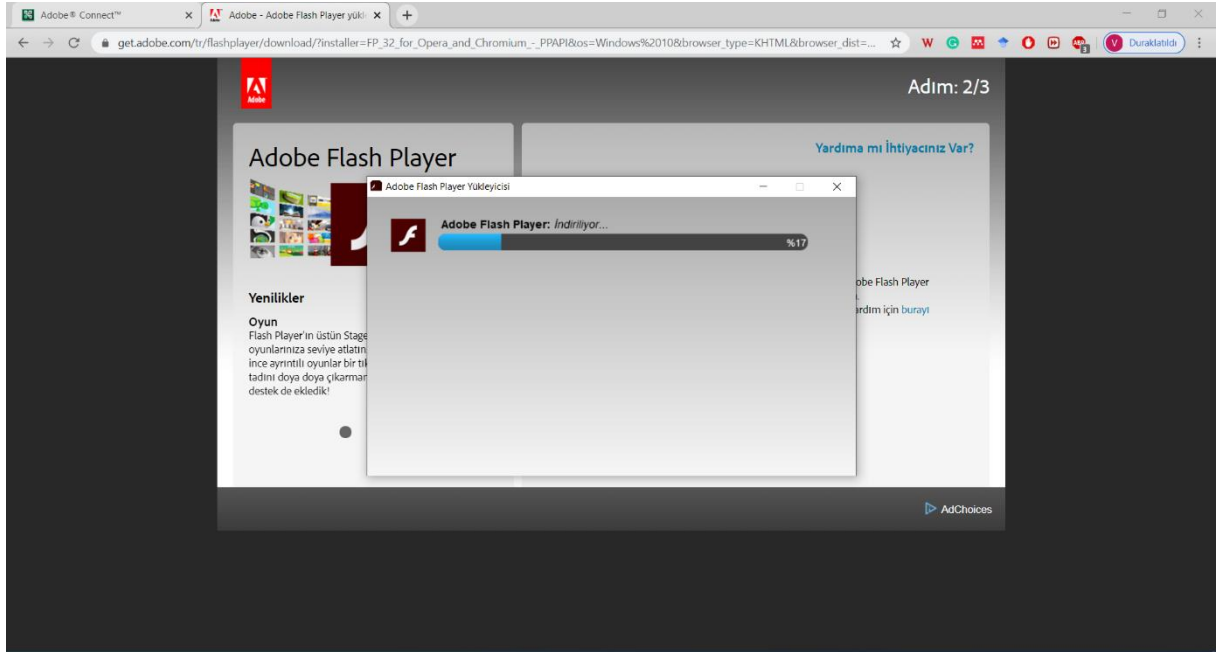 Adobe® Connect™
Adobe - Adobe Flash Player yükl
get.adobe.com/tr/flashplayer/download/?installer=FP_32_for_Opera_and_Chromium_-_PPAPI&os=Windows%2010&browser_type=KHTML&browser_dist=...
Duraklatıldı
Adobe
Adım: 2/3
Adobe Flash Player
Yardıma mı İhtiyacınız Var?
Adobe Flash Player Yükleyicisi
Adobe Flash Player: İndiriliyor...
%17
Yenilikler
Oyun
Flash Player'ın üstün Stage
oyunlarınıza seviye atlatın
ince ayrıntılı oyunlar bir tık
tadını doya doya çıkarmar
destek de ekledik!
obe Flash Player
ardım için burayı
AdChoices